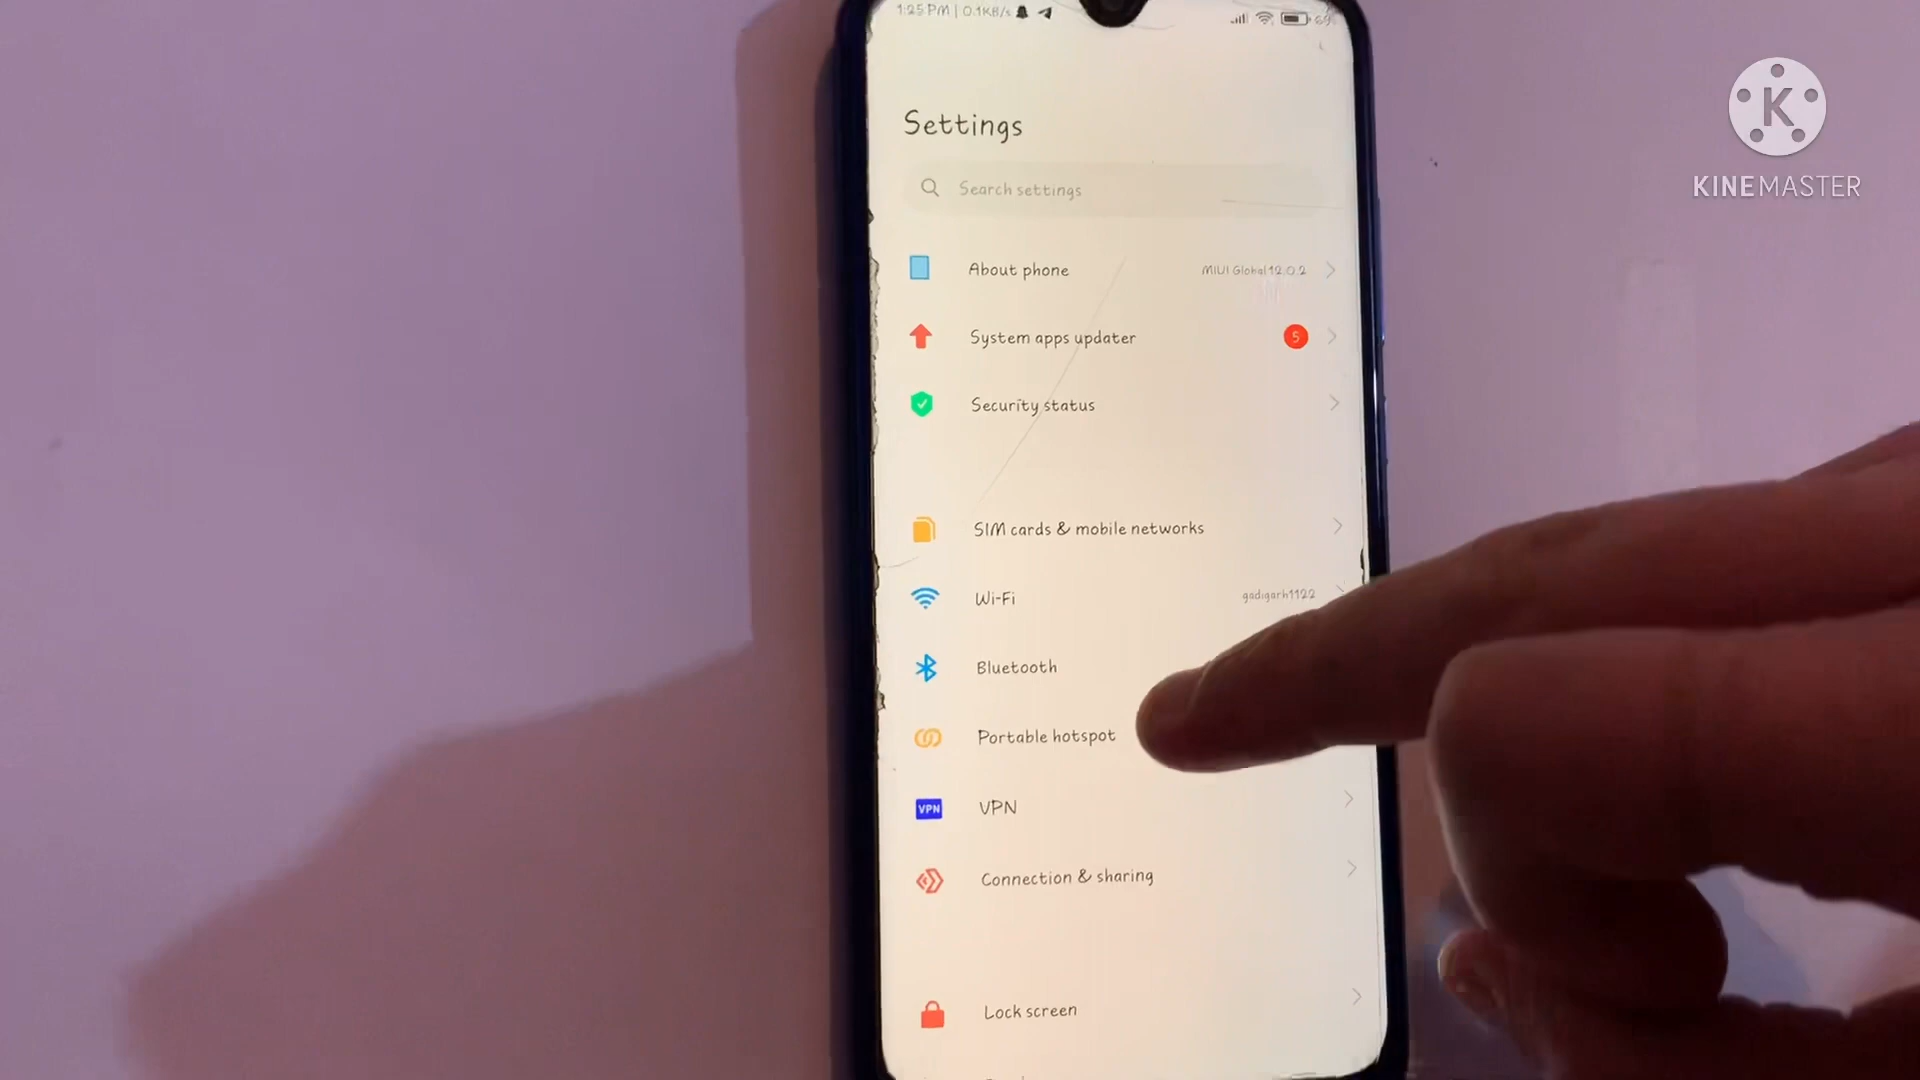 1:25 PM | 0.1KB/s
Settings
Search settings
About phone MIUI Global 12.0.2
System apps updater 5
Security status
SIM cards & mobile networks
Wi-Fi gadigarh1122
Bluetooth
Portable hotspot
VPN VPN
Connection & sharing
Lock screen
K
KINEMASTER